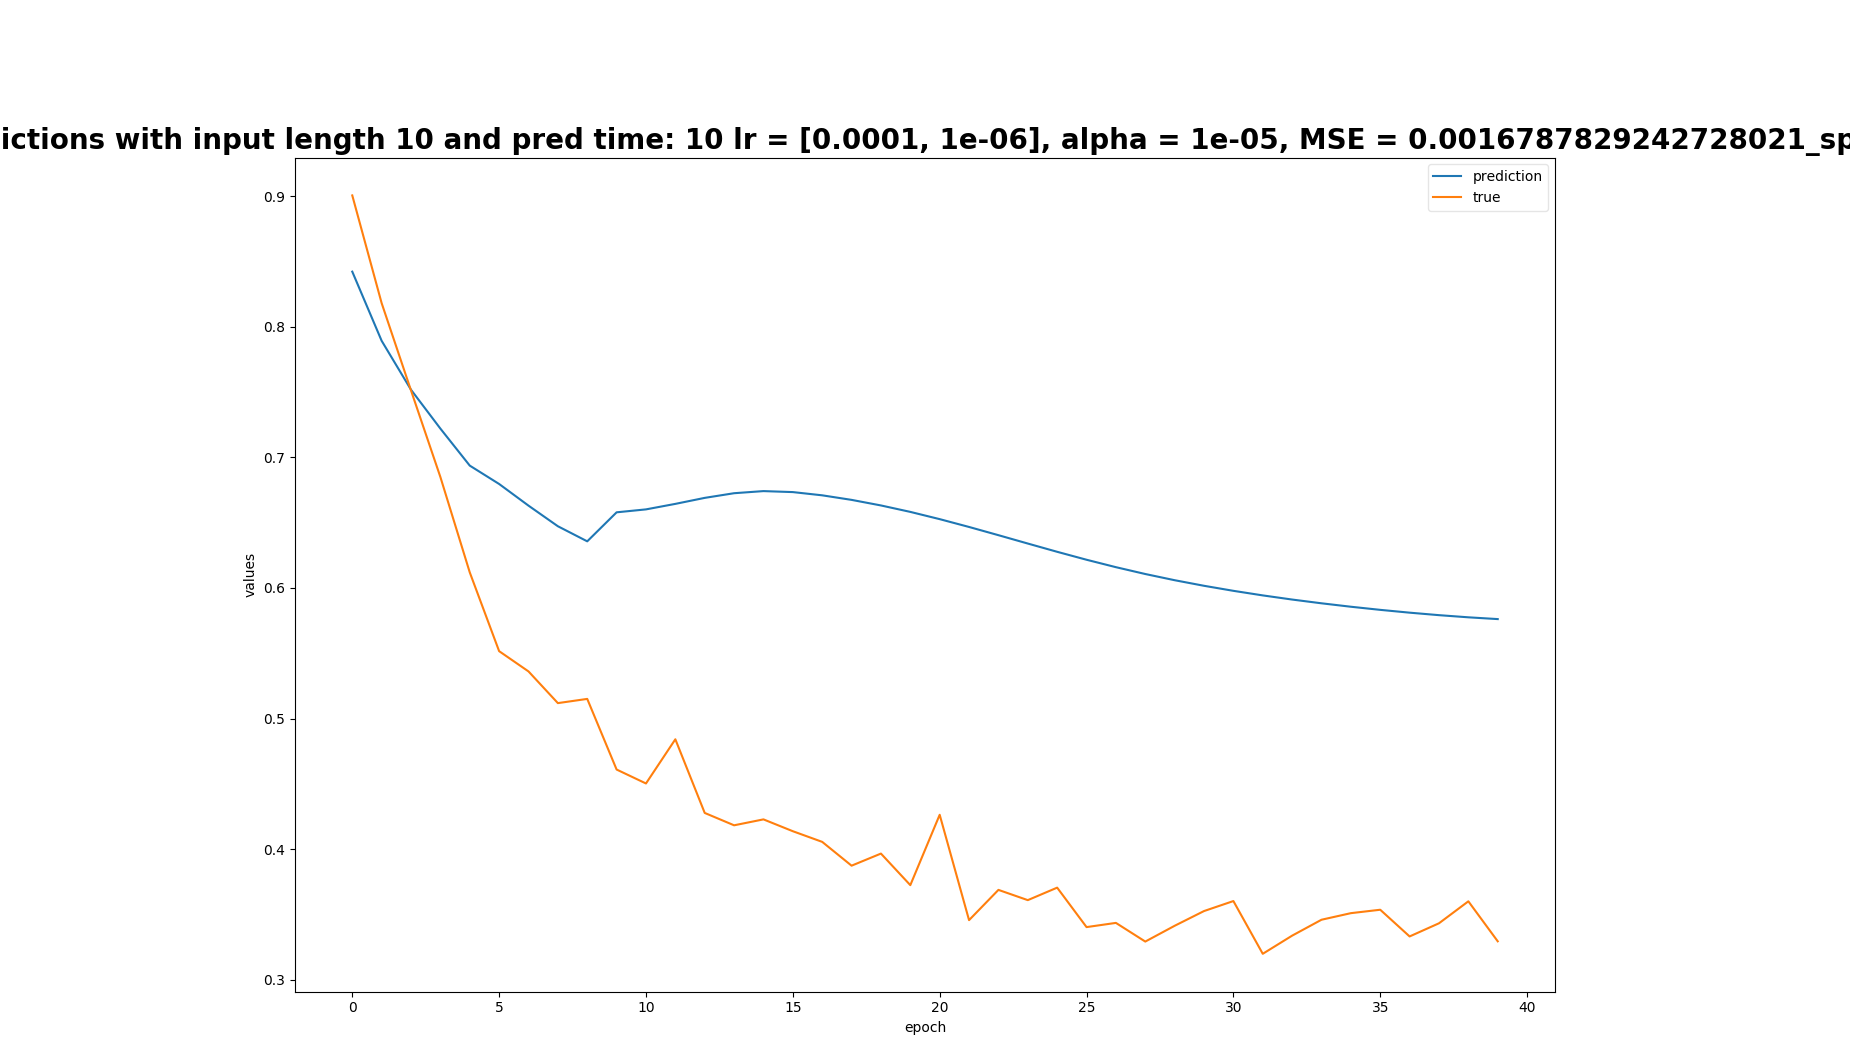 ictions with input length 10 and pred time: 10 lr = [0.0001, 1e-06], alpha = 1e-05, MSE = 0.0016787829242728021_sp
prediction
true
0.9
0.8
0.7
0.6
0.5
0.4
0.3
values
0 5 10 15 20 25 30 35 40
epoch